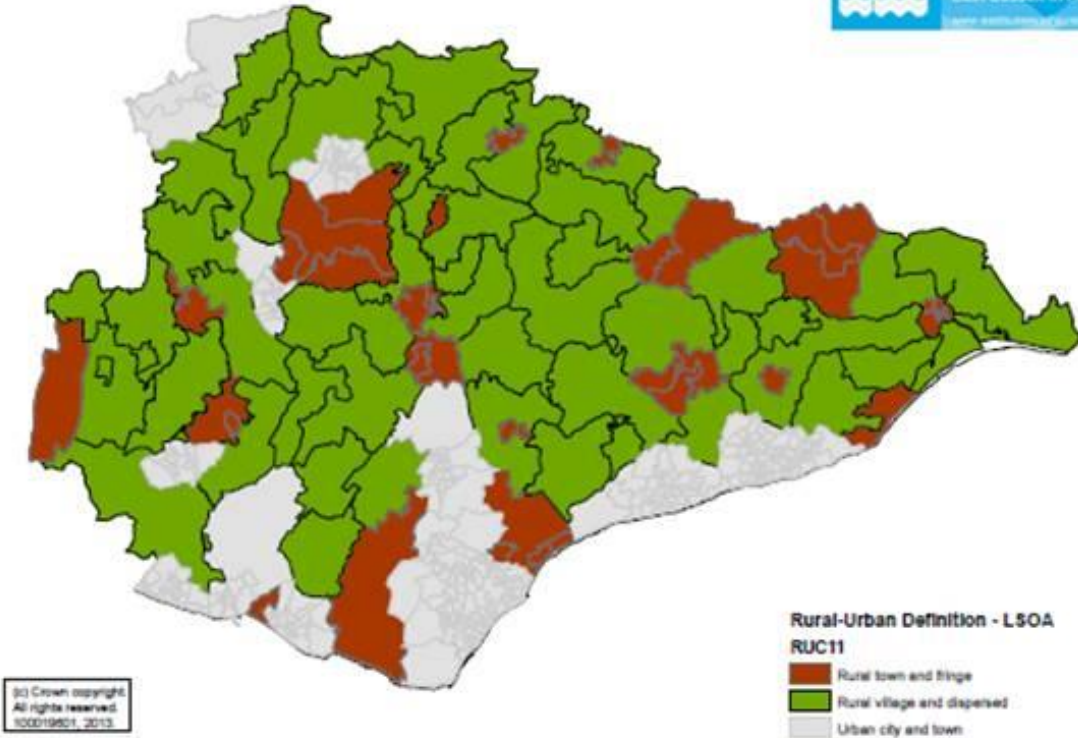 Rural-Urban Definition - LSOA
RUC11
Rural town and fringe
Rural village and dispersed
Urban city and town
(c) Crown copyright.
All rights reserved.
100019601, 2013.